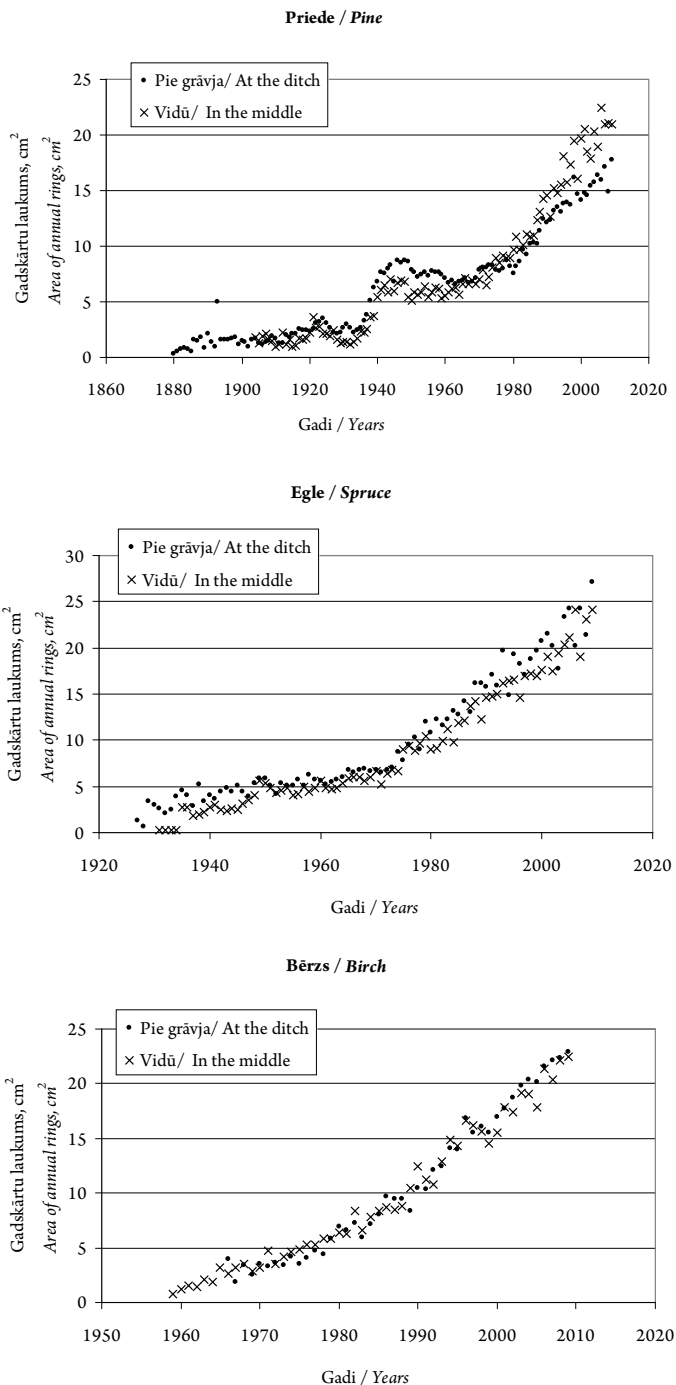 Priede / Pine
Pie grāvja/ At the ditch
Vidū/ In the middle
Gadskārtu laukums, cm²
Area of annual rings, cm²
25
20
15
10
5
0
1860 1880 1900 1920 1940 1960 1980 2000 2020
Gadi / Years
Egle / Spruce
Pie grāvja/ At the ditch
Vidū/ In the middle
Gadskārtu laukums, cm²
Area of annual rings, cm²
30
25
20
15
10
5
0
1920 1940 1960 1980 2000 2020
Gadi / Years
Bērzs / Birch
Pie grāvja/ At the ditch
Vidū/ In the middle
Gadskārtu laukums, cm²
Area of annual rings, cm²
25
20
15
10
5
0
1950 1960 1970 1980 1990 2000 2010 2020
Gadi / Years